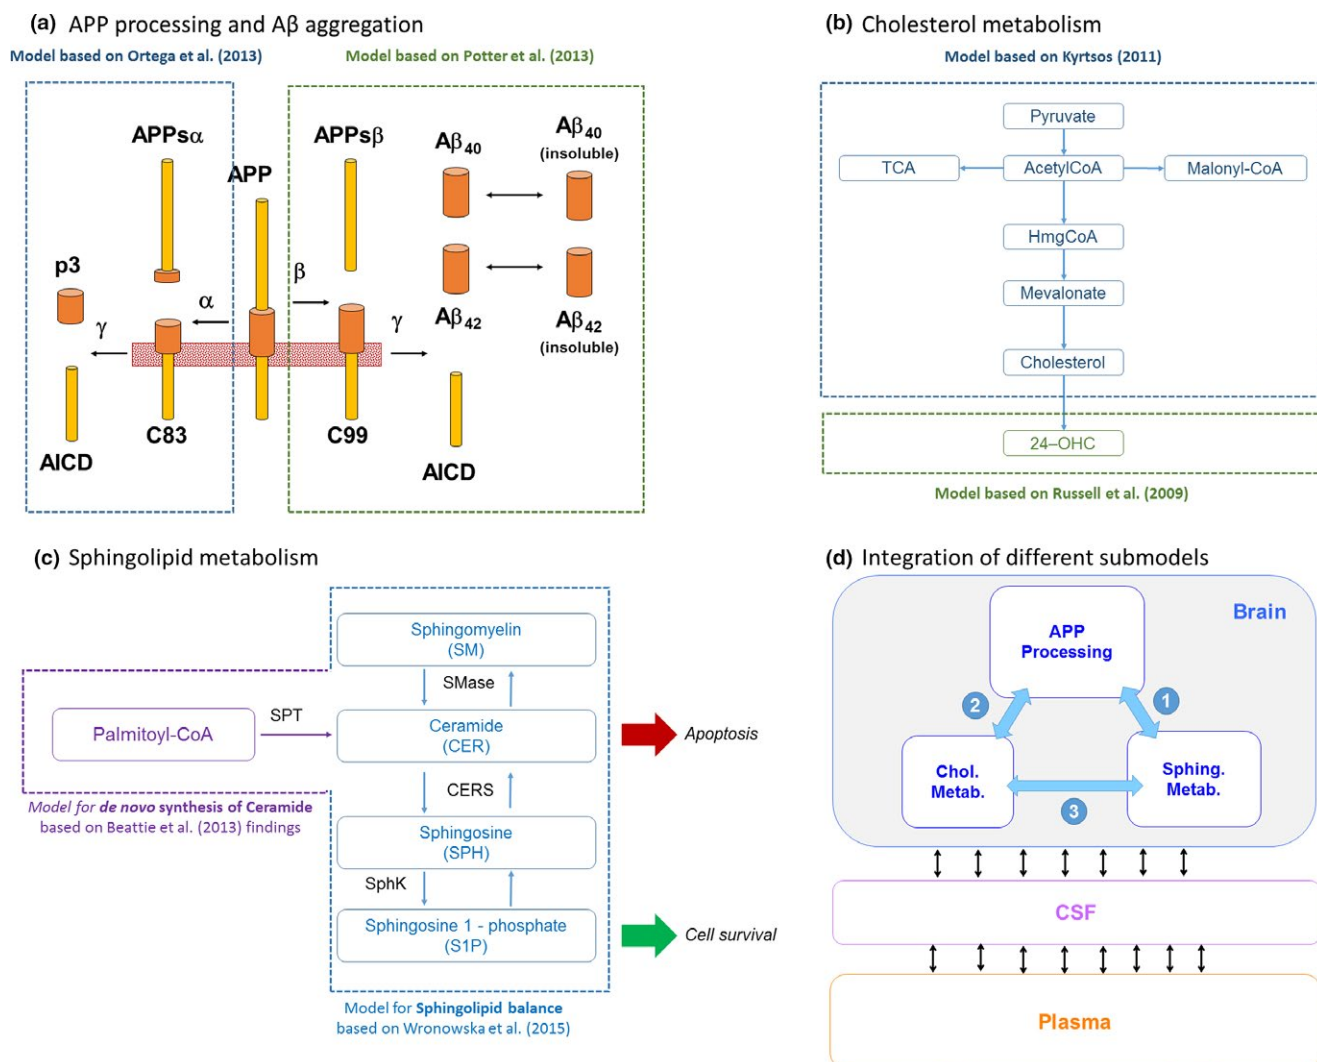 (a) APP processing and Aβ aggregation
Model based on Ortega et al. (2013)
Model based on Potter et al. (2013)
APPsα
APP
APPsβ
Aβ40
Aβ40
(insoluble)
p3
α
β
γ
γ
Aβ42
Aβ42
(insoluble)
C83
C99
AICD
AICD
(b) Cholesterol metabolism
Model based on Kyrtsos (2011)
Pyruvate
TCA
AcetylCoA
Malonyl-CoA
HmgCoA
Mevalonate
Cholesterol
24–OHC
Model based on Russell et al. (2009)
(c) Sphingolipid metabolism
Sphingomyelin
(SM)
SMase
Palmitoyl-CoA
SPT
Ceramide
(CER)
Apoptosis
CERS
Model for de novo synthesis of Ceramide
based on Beattie et al. (2013) findings
Sphingosine
(SPH)
SphK
Sphingosine 1 - phosphate
(S1P)
Cell survival
Model for Sphingolipid balance
based on Wronowska et al. (2015)
(d) Integration of different submodels
Brain
APP
Processing
2
1
Chol.
Metab.
Sphing.
Metab.
3
CSF
Plasma